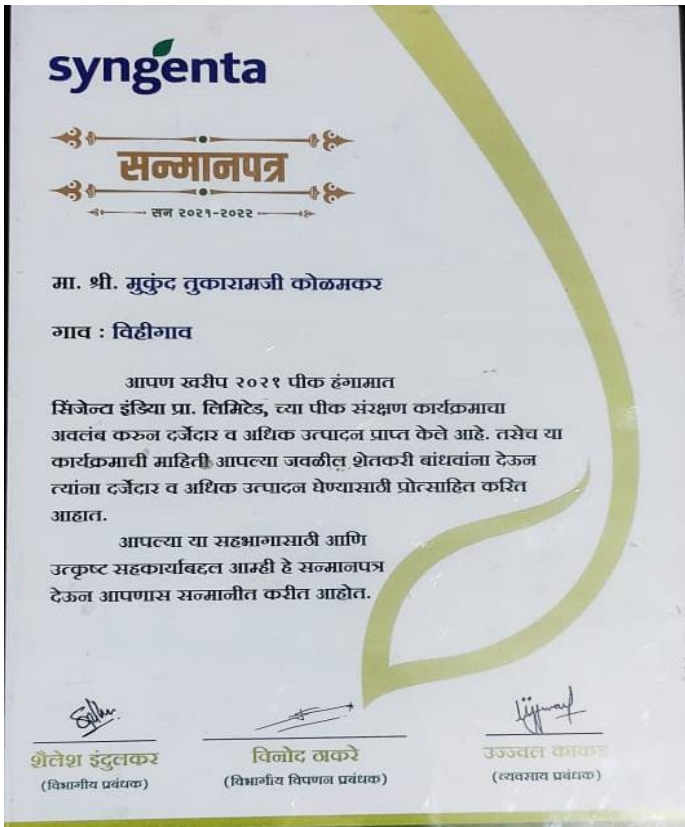 syngenta
सन्मानपत्र
सन २०२१-२०२२
मा. श्री. मुकुंद तुकारामजी कोळमकर
गाव : विहीगाव
आपण खरीप २०२१ पीक हंगामात
सिंजेन्टा इंडिया प्रा. लिमिटेड, च्या पीक संरक्षण कार्यक्रमाचा
अवलंब करुन दर्जेदार व अधिक उत्पादन प्राप्त केले आहे. तसेच या
कार्यक्रमाची माहिती आपल्या जवळील शेतकरी बांधवांना देऊन
त्यांना दर्जेदार व अधिक उत्पादन घेण्यासाठी प्रोत्साहित करित
आहात.
आपल्या या सहभागासाठी आणि
उत्कृष्ट सहकार्याबद्दल आम्ही हे सन्मानपत्र
देऊन आपणास सन्मानीत करीत आहोत.
शैलेश इंदुलकर
(विभागीय प्रबंधक)
विनोद ठाकरे
(विभागीय विपणन प्रबंधक)
उज्ज्वल
(व्यवसाय प्रबंधक)